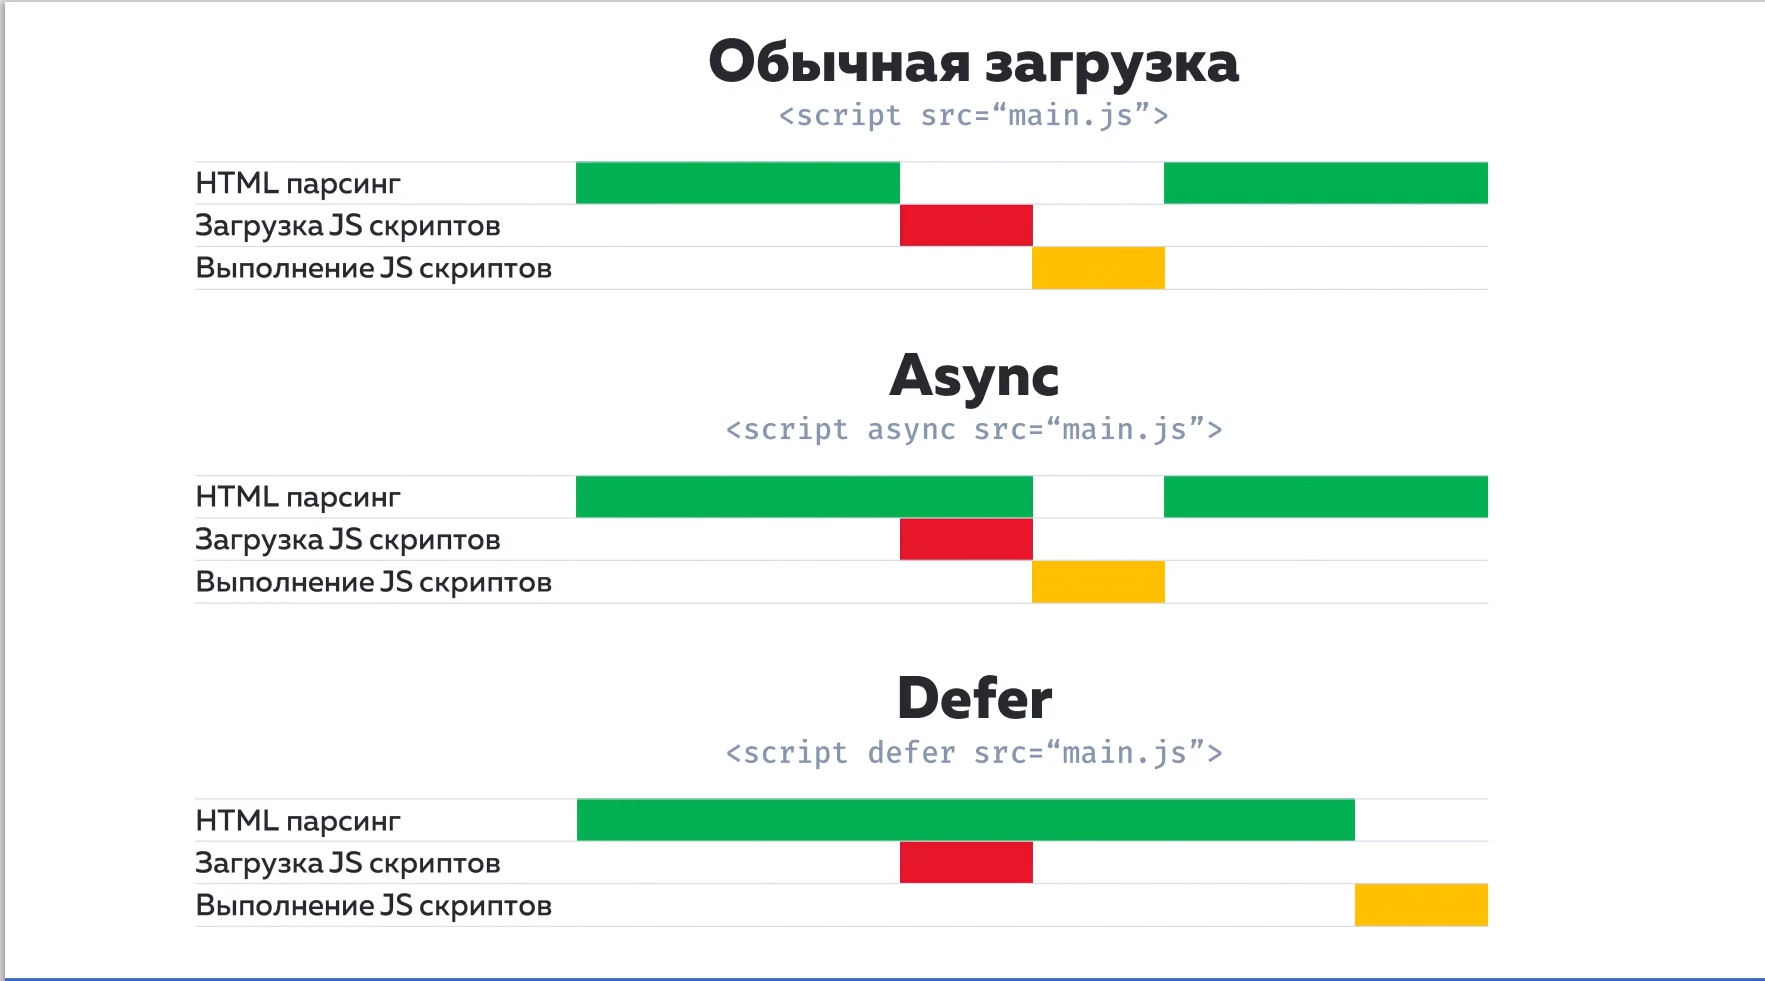 Обычная загрузка
<script src=“main.js”>
HTML парсинг
Загрузка JS скриптов
Выполнение JS скриптов
Async
<script async src=“main.js”>
HTML парсинг
Загрузка JS скриптов
Выполнение JS скриптов
Defer
<script defer src=“main.js”>
HTML парсинг
Загрузка JS скриптов
Выполнение JS скриптов